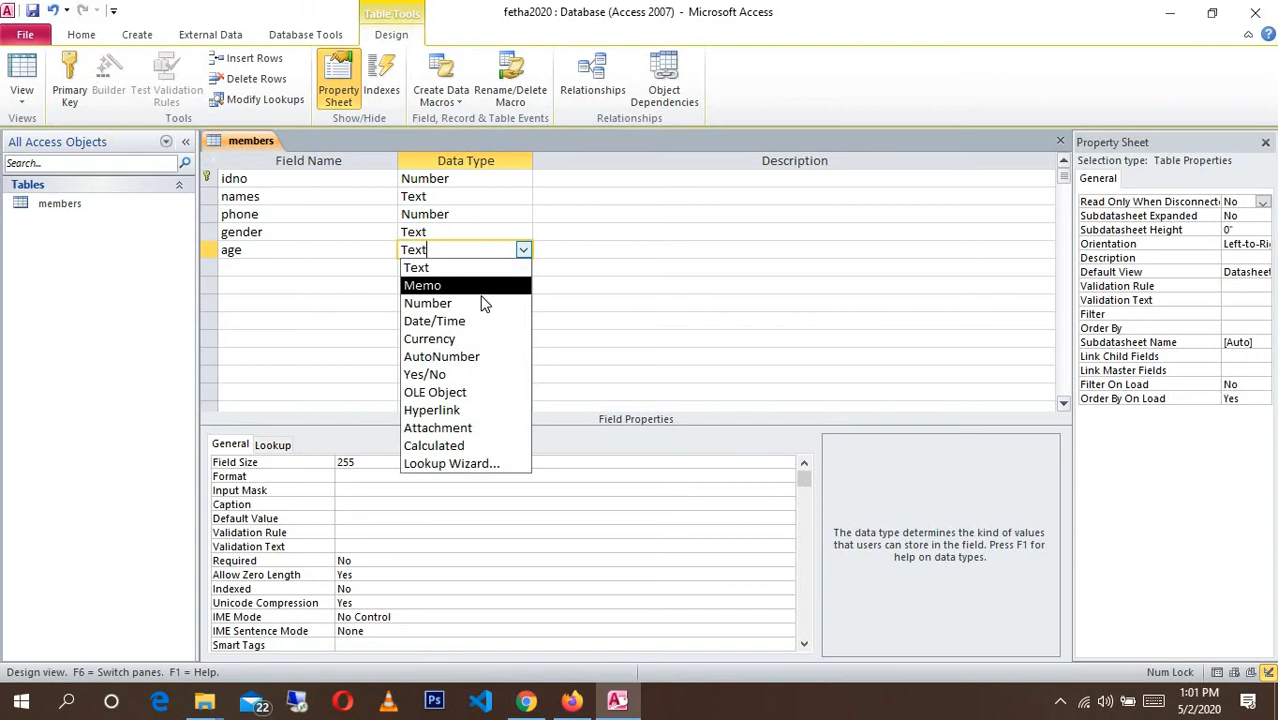 fetha2020 : Database (Access 2007) - Microsoft Access
Table Tools
File
Home
Create
External Data
Database Tools
Design
View
Primary Key
Builder
Test Validation Rules
Insert Rows
Delete Rows
Modify Lookups
Property Sheet
Indexes
Create Data Macros
Rename/Delete Macro
Relationships
Object Dependencies
Views
Tools
Show/Hide
Field, Record & Table Events
Relationships
All Access Objects
Search...
Tables
members
members
Field Name Data Type Description
idno Number
names Text
phone Number
gender Text
age Text
Text
Memo
Number
Date/Time
Currency
AutoNumber
Yes/No
OLE Object
Hyperlink
Attachment
Calculated
Lookup Wizard...
Field Properties
General Lookup
Field Size 255
Format
Input Mask
Caption
Default Value
Validation Rule
Validation Text
Required No
Allow Zero Length Yes
Indexed No
Unicode Compression Yes
IME Mode No Control
IME Sentence Mode None
Smart Tags
The data type determines the kind of values
that users can store in the field. Press F1 for
help on data types.
Property Sheet
Selection type: Table Properties
General
Read Only When Disconnecte No
Subdatasheet Expanded No
Subdatasheet Height 0"
Orientation Left-to-Ri
Description
Default View Datasheet
Validation Rule
Validation Text
Filter
Order By
Subdatasheet Name [Auto]
Link Child Fields
Link Master Fields
Filter On Load No
Order By On Load Yes
Design view. F6 = Switch panes. F1 = Help.
Num Lock
22
Ps
1:01 PM
5/2/2020